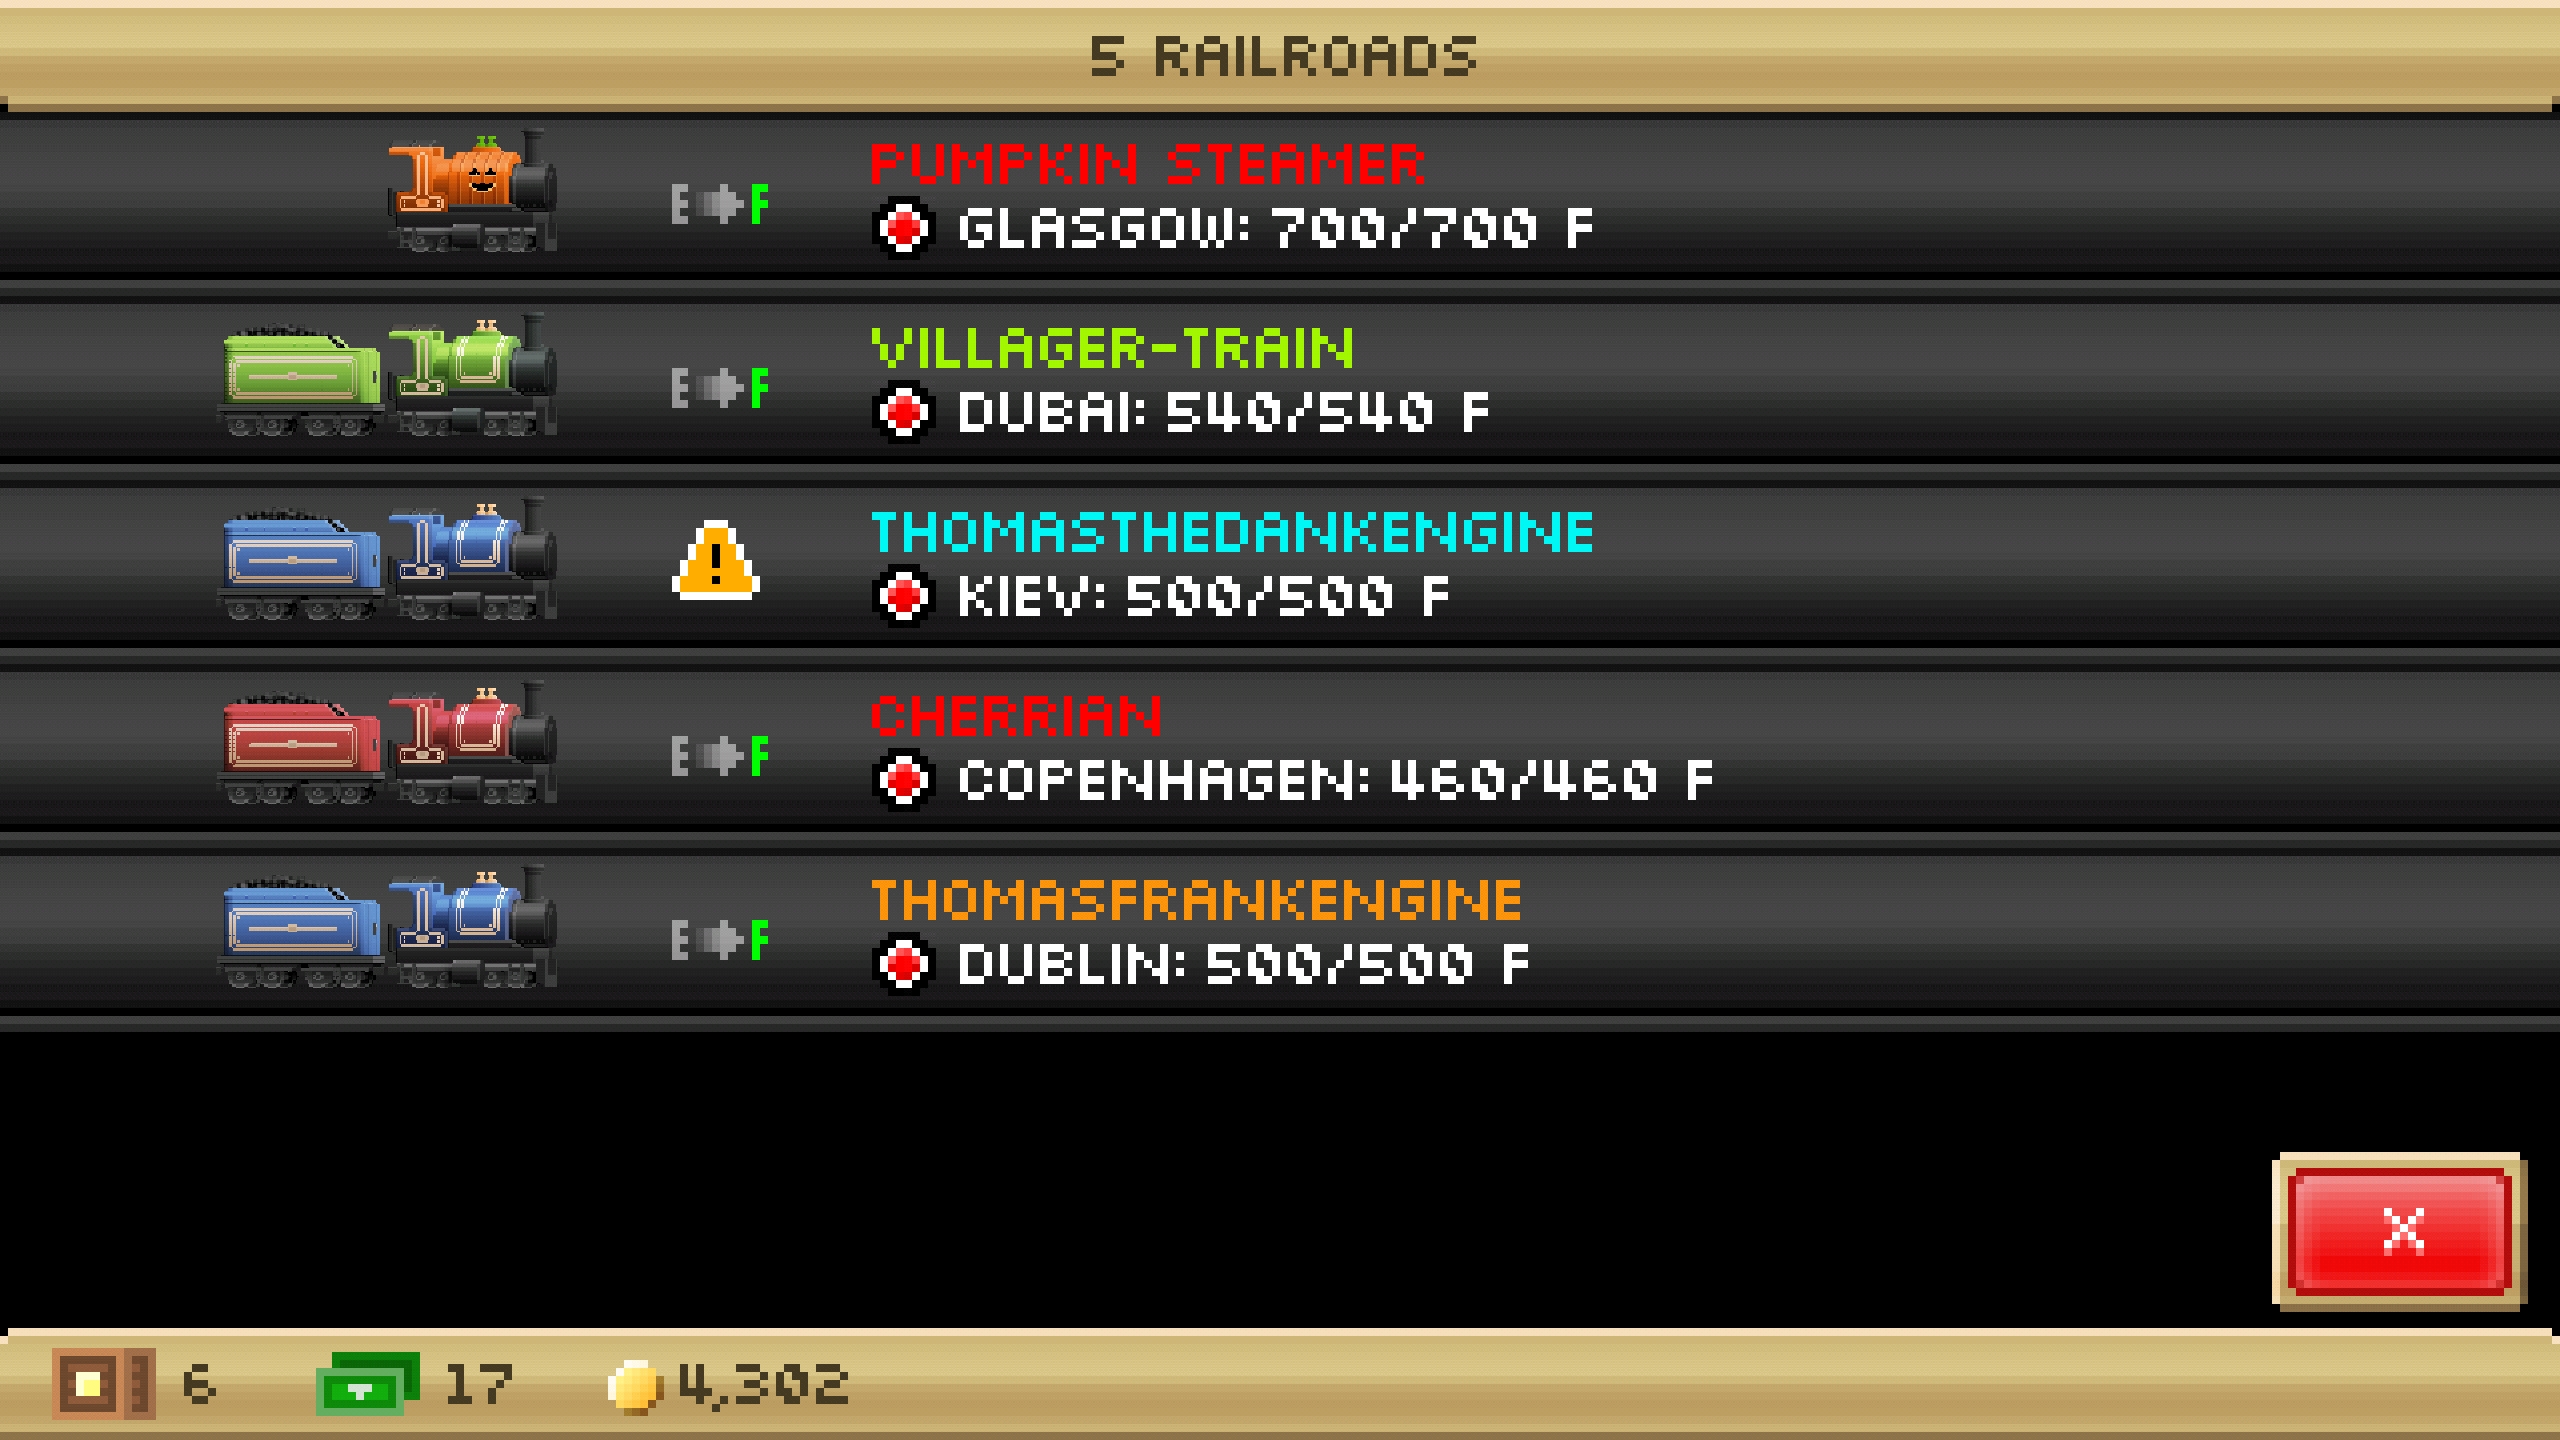 5 RAILROADS
PUMPKIN STEAMER
E F
GLASGOW: 700/700 F
VILLAGER-TRAIN
E F
DUBAI: 540/540 F
THOMASTHEDANKENGINE
!
KIEV: 500/500 F
CHERRIAN
E F
COPENHAGEN: 460/460 F
THOMASFRANKENGINE
E F
DUBLIN: 500/500 F
X
6 17 4,302